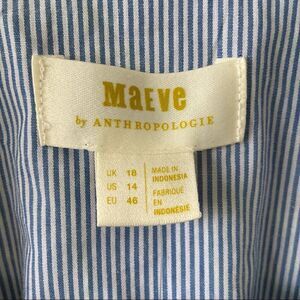 MAEVE
by ANTHROPOLOGIE
UK 18
US 14
EU 46
MADE IN
INDONESIA
FABRIQUÉ
EN
INDONÉSIE